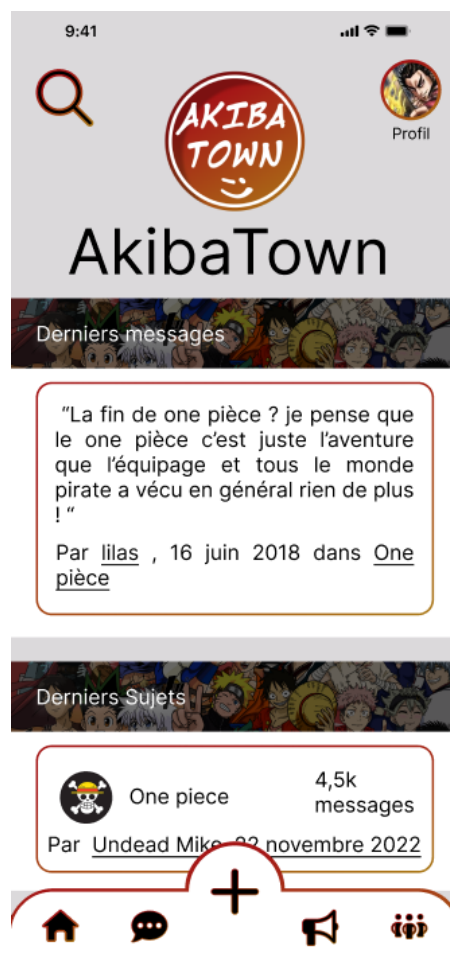 9:41
AKIBA
TOWN
Profil
AkibaTown
Derniers messages
“La fin de one pièce ? je pense que
le one pièce c’est juste l’aventure
que l’équipage et tous le monde
pirate a vécu en général rien de plus
! “
Par lilas , 16 juin 2018 dans One
pièce
Derniers Sujets
One piece
4,5k
messages
Par Undead Mike, 22 novembre 2022